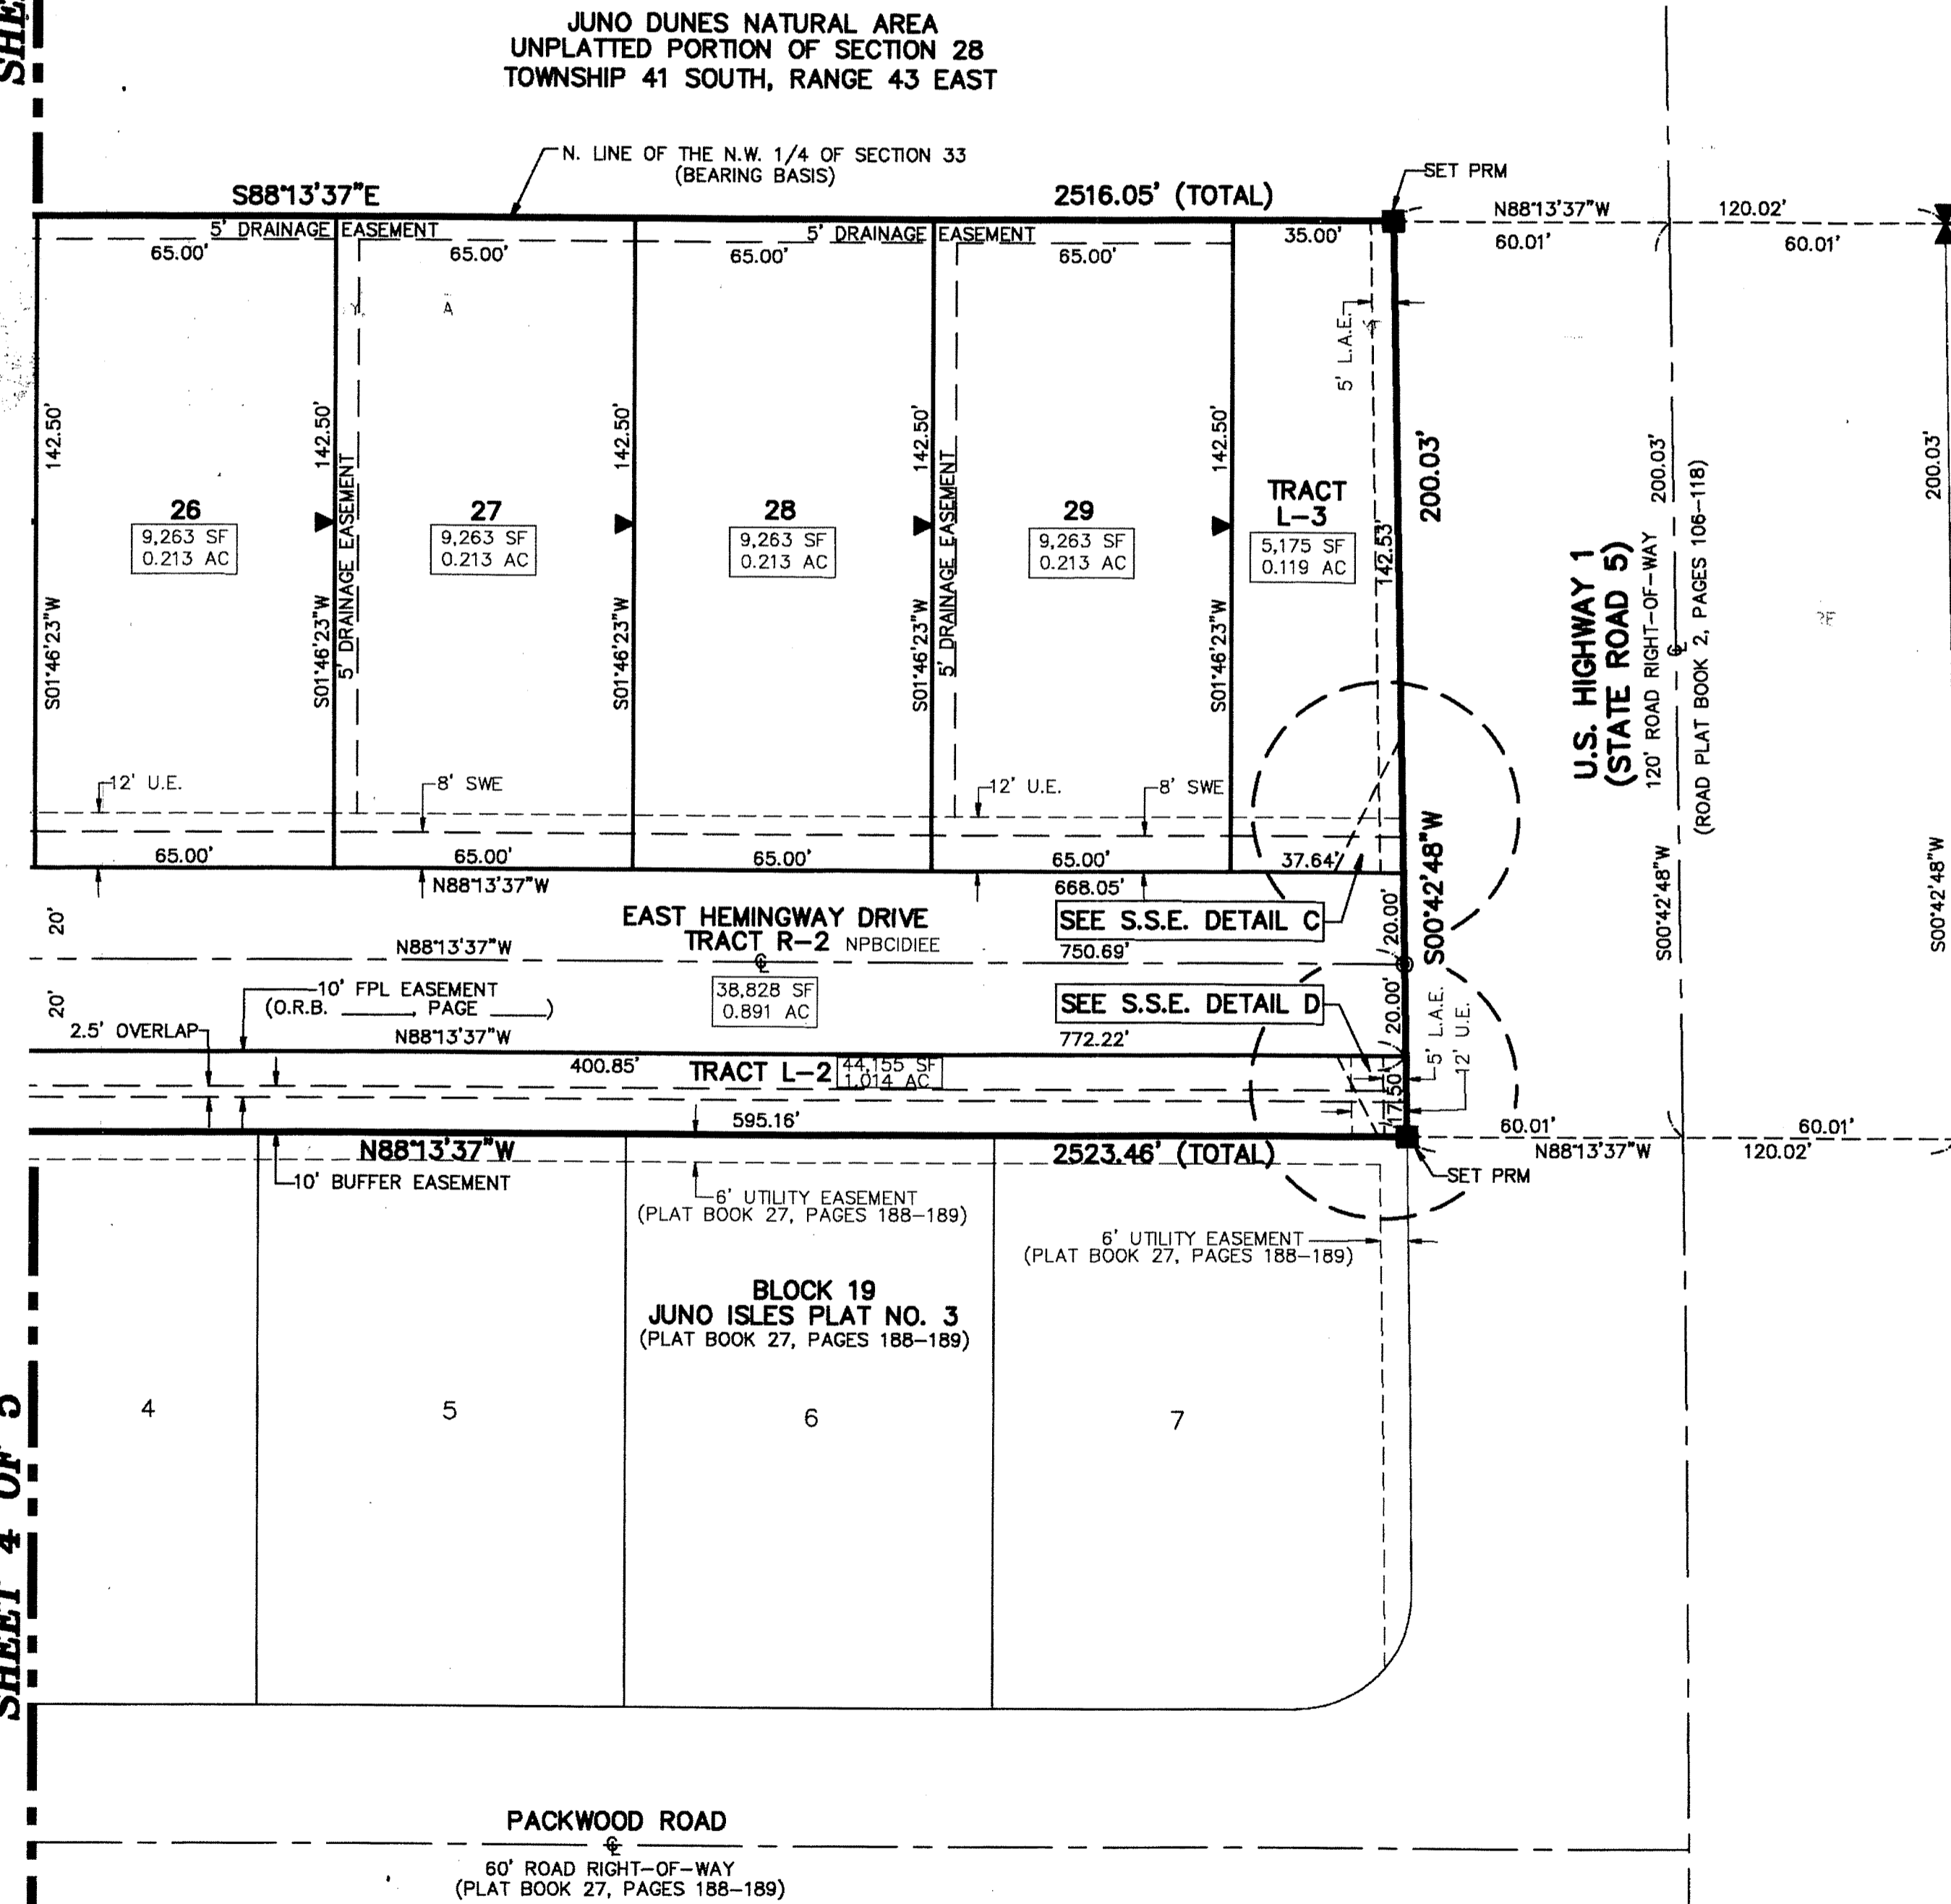 SHE
JUNO DUNES NATURAL AREA
UNPLATTED PORTION OF SECTION 28
TOWNSHIP 41 SOUTH, RANGE 43 EAST
N. LINE OF THE N.W. 1/4 OF SECTION 33
(BEARING BASIS)
S88°13'37"E
2516.05' (TOTAL)
SET PRM
N88°13'37"W
120.02'
60.01'
60.01'
5' DRAINAGE EASEMENT
5' DRAINAGE EASEMENT
65.00'
65.00'
65.00'
65.00'
35.00'
5' L.A.E.
142.50'
142.50'
142.50'
142.50'
142.50'
200.03'
200.03'
200.03'
26
9,263 SF
0.213 AC
27
9,263 SF
0.213 AC
28
9,263 SF
0.213 AC
29
9,263 SF
0.213 AC
TRACT
L-3
5,175 SF
0.119 AC
142.53'
5' DRAINAGE EASEMENT
5' DRAINAGE EASEMENT
S01°46'23"W
S01°46'23"W
S01°46'23"W
S01°46'23"W
S01°46'23"W
U.S. HIGHWAY 1
(STATE ROAD 5)
120' ROAD RIGHT-OF-WAY
(ROAD PLAT BOOK 2, PAGES 106-118)
12' U.E.
8' SWE
12' U.E.
8' SWE
65.00'
65.00'
65.00'
65.00'
37.64'
N88°13'37"W
668.05'
S00°42'48"W
S00°42'48"W
S00°42'48"W
20'
EAST HEMINGWAY DRIVE
TRACT R-2 NPBCIDIEE
SEE S.S.E. DETAIL C
20.00'
N88°13'37"W
750.69'
38,828 SF
0.891 AC
20'
10' FPL EASEMENT
(O.R.B. ______, PAGE _____)
SEE S.S.E. DETAIL D
20.00'
5' L.A.E.
12' U.E.
2.5' OVERLAP
N88°13'37"W
772.22'
400.85'
TRACT L-2
44,155 SF
1.014 AC
17.50'
595.16'
60.01'
60.01'
N88°13'37"W
2523.46' (TOTAL)
N88°13'37"W
120.02'
SET PRM
10' BUFFER EASEMENT
6' UTILITY EASEMENT
(PLAT BOOK 27, PAGES 188-189)
6' UTILITY EASEMENT
(PLAT BOOK 27, PAGES 188-189)
BLOCK 19
JUNO ISLES PLAT NO. 3
(PLAT BOOK 27, PAGES 188-189)
4
5
6
7
SHEET 4 OF 5
PACKWOOD ROAD
60' ROAD RIGHT-OF-WAY
(PLAT BOOK 27, PAGES 188-189)